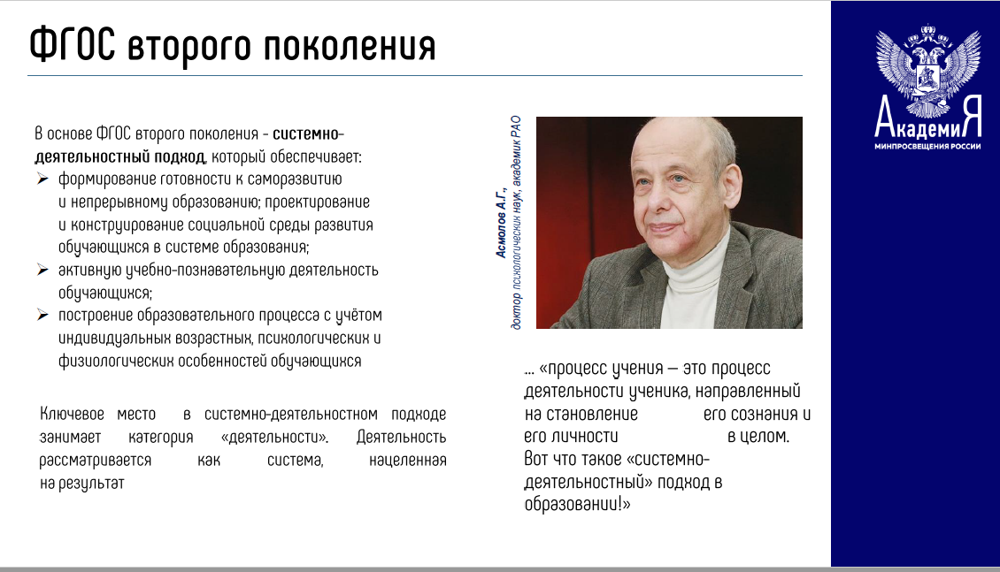 ФГОС второго поколения
В основе ФГОС второго поколения - системно-
деятельностный подход, который обеспечивает:
формирование готовности к саморазвитию
и непрерывному образованию; проектирование
и конструирование социальной среды развития
обучающихся в системе образования;
активную учебно-познавательную деятельность
обучающихся;
построение образовательного процесса с учётом
индивидуальных возрастных, психологических и
физиологических особенностей обучающихся
Ключевое место в системно-деятельностном подходе
занимает категория «деятельности». Деятельность
рассматривается как система, нацеленная
на результат
Асмолов А.Г.,
доктор психологических наук, академик РАО
... «процесс учения – это процесс
деятельности ученика, направленный
на становление его сознания и
его личности в целом.
Вот что такое «системно-
деятельностный» подход в
образовании!»
АкадемиЯ
МИНПРОСВЕЩЕНИЯ РОССИИ